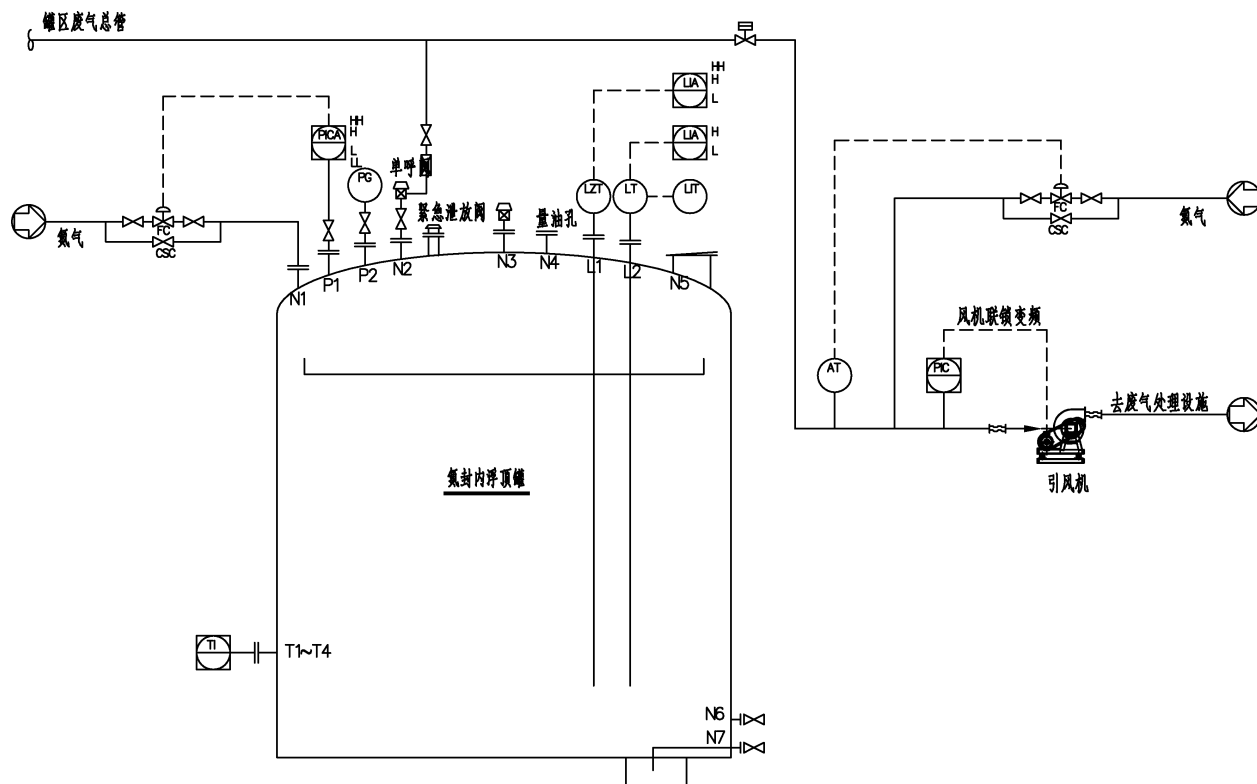 罐区废气总管
HH
H
L
LIA
HH
H
L
LL
PICA
H
L
LIA
单呼阀
PG
LZT
LT
LIT
紧急泄放阀
量油孔
氮气
FC
CSC
FC
CSC
氮气
N1
P1
P2
N2
N3
N4
L1
L2
N5
风机联锁变频
AT
PIC
去废气处理设施
引风机
氮封内浮顶罐
TI
T1~T4
N6
N7